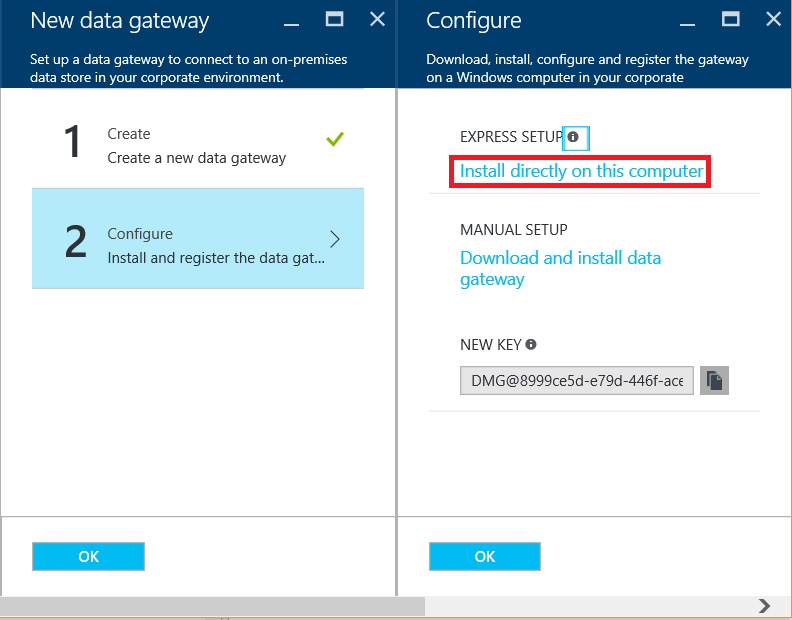 New data gateway
Set up a data gateway to connect to an on-premises
data store in your corporate environment.
1
Create
Create a new data gateway
2
Configure
Install and register the data gat...
OK
Configure
Download, install, configure and register the gateway
on a Windows computer in your corporate
EXPRESS SETUP
Install directly on this computer
MANUAL SETUP
Download and install data
gateway
NEW KEY
DMG@8999ce5d-e79d-446f-ace
OK